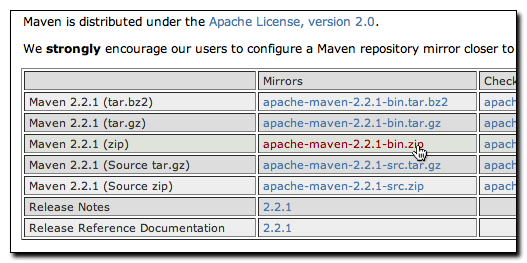 Maven is distributed under the Apache License, version 2.0.
We strongly encourage our users to configure a Maven repository mirror closer to
Mirrors Check
Maven 2.2.1 (tar.bz2) apache-maven-2.2.1-bin.tar.bz2 apach
Maven 2.2.1 (tar.gz) apache-maven-2.2.1-bin.tar.gz apach
Maven 2.2.1 (zip) apache-maven-2.2.1-bin.zip apach
Maven 2.2.1 (Source tar.gz) apache-maven-2.2.1-src.tar.gz apach
Maven 2.2.1 (Source zip) apache-maven-2.2.1-src.zip apach
Release Notes 2.2.1
Release Reference Documentation 2.2.1